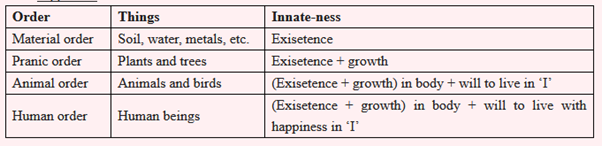 Order Things Innate-ness
Material order Soil, water, metals, etc. Exisetence
Pranic order Plants and trees Exisetence + growth
Animal order Animals and birds (Exisetence + growth) in body + will to live in ‘I’
Human order Human beings (Exisetence + growth) in body + will to live with
happiness in ‘I’